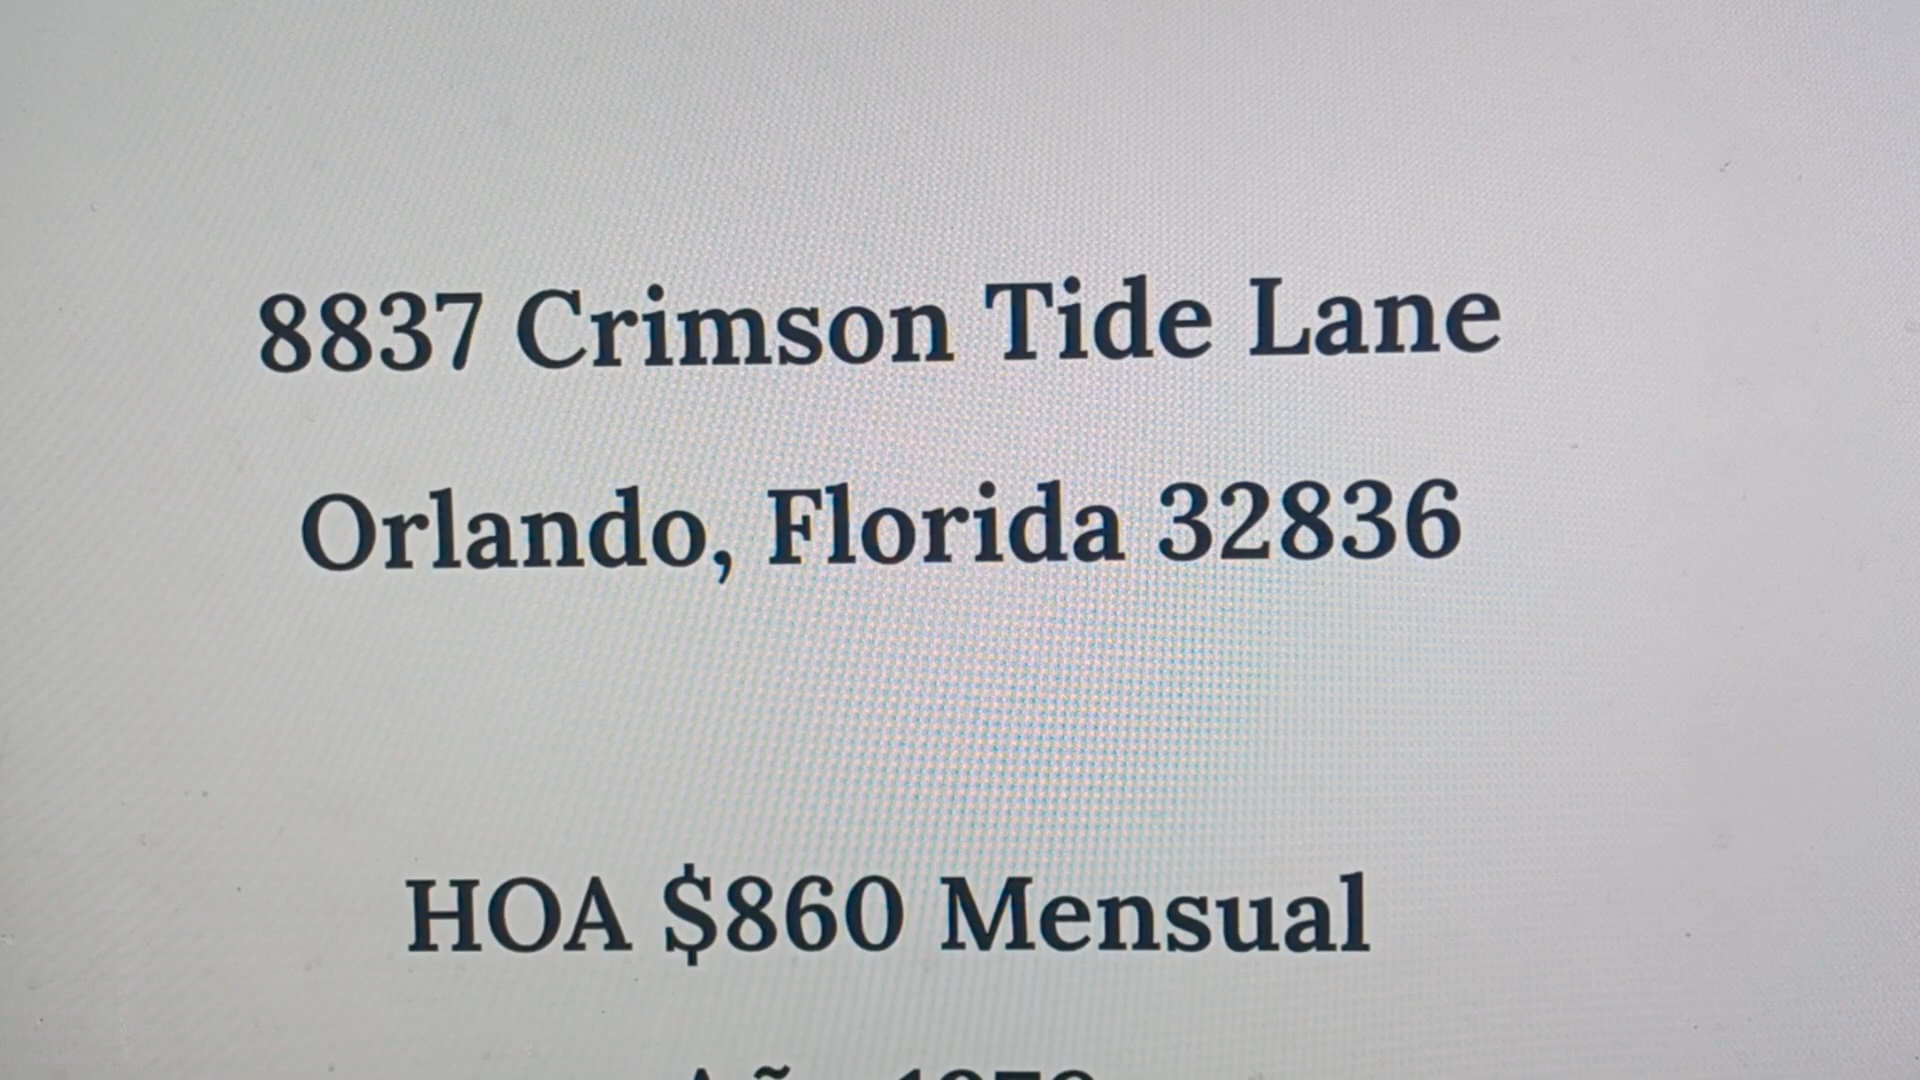 8837 Crimson Tide Lane
Orlando, Florida 32836
HOA $860 Mensual